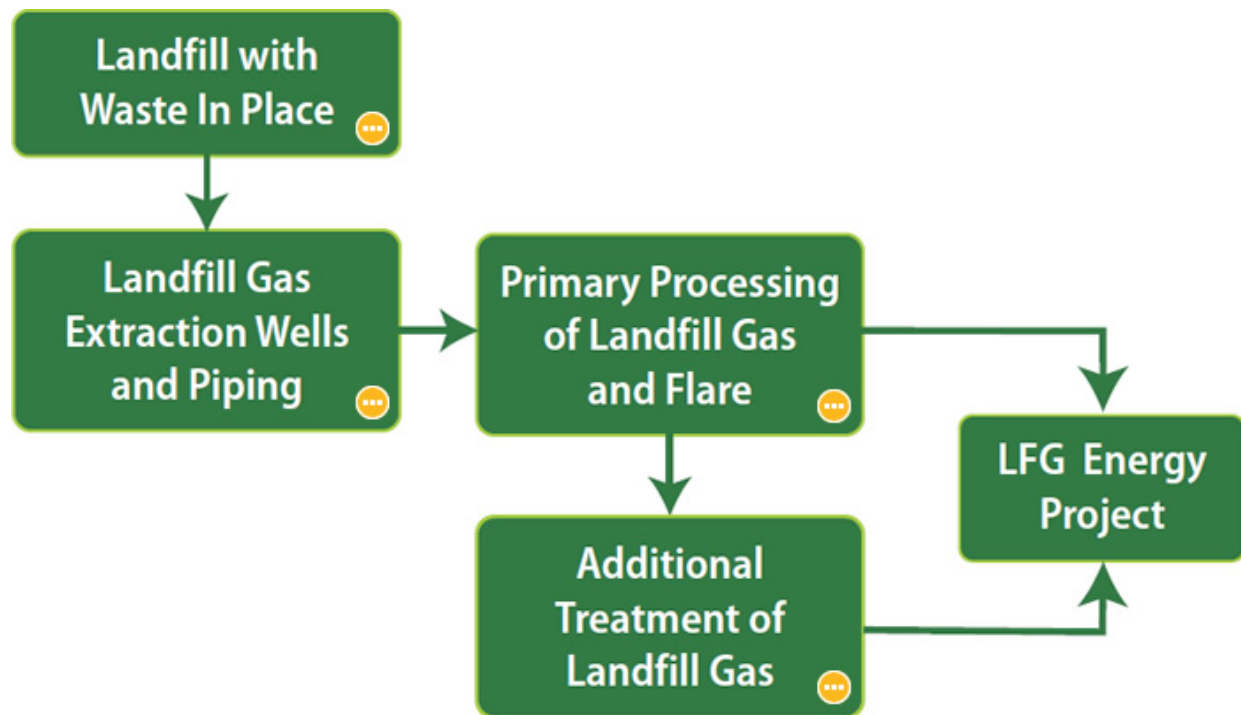 Landfill with
Waste In Place
Landfill Gas
Extraction Wells
and Piping
Primary Processing
of Landfill Gas
and Flare
Additional
Treatment of
Landfill Gas
LFG Energy
Project